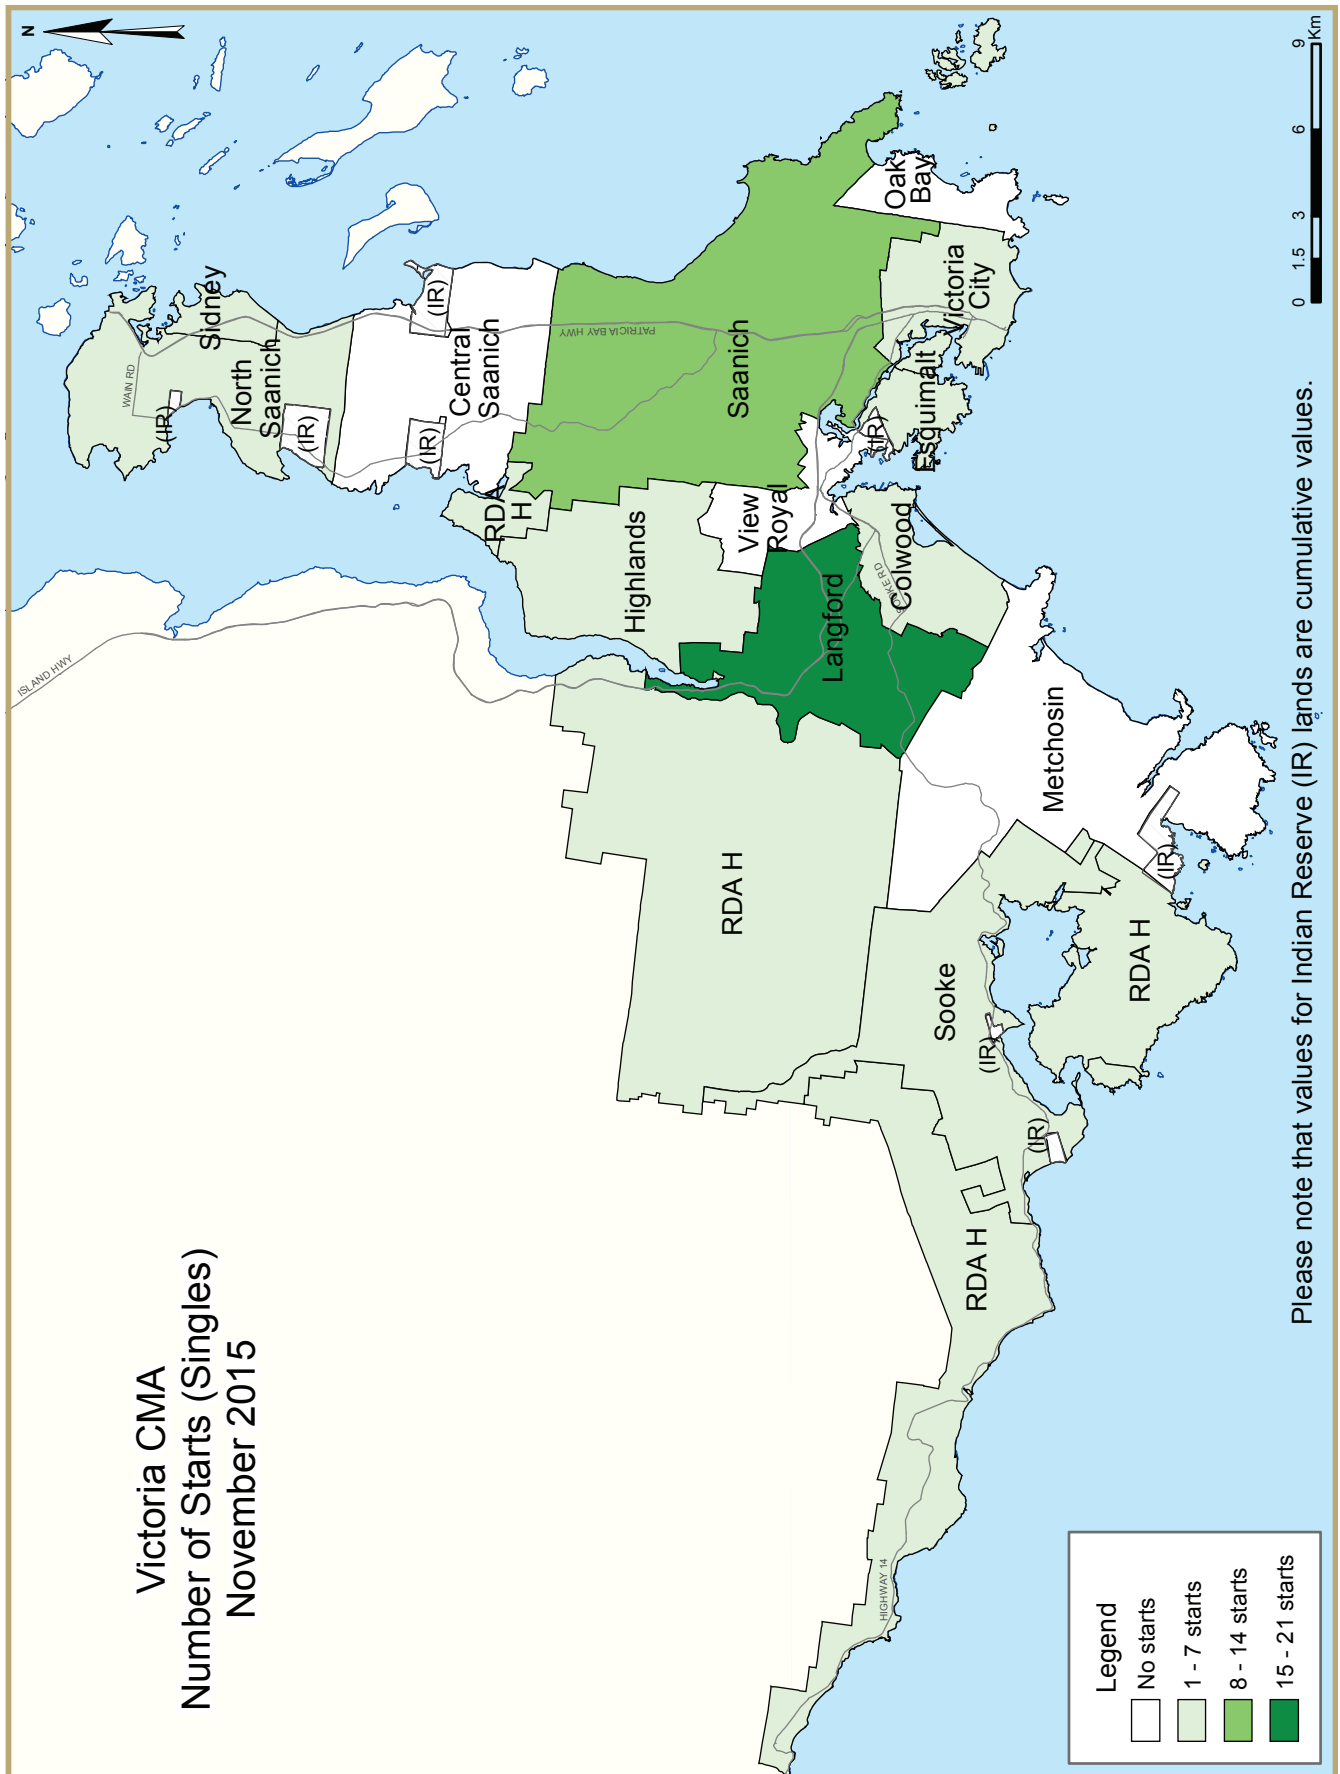 Victoria CMA
Number of Starts (Singles)
November 2015
N
ISLAND HWY
WAIN RD
Sidney
North
Saanich
(IR)
(IR)
Central
Saanich
(IR)
(IR)
PATRICIA BAY HWY
Saanich
RDA
H
Highlands
View
Royal
Oak
Bay
Victoria
City
Esquimalt
(IR)
Langford
Colwood
Metchosin
(IR)
RDA H
Sooke
(IR)
(IR)
RDA H
RDA H
HIGHWAY 14
Legend
No starts
1 - 7 starts
8 - 14 starts
15 - 21 starts
0 1.5 3 6 9
Km
Please note that values for Indian Reserve (IR) lands are cumulative values.